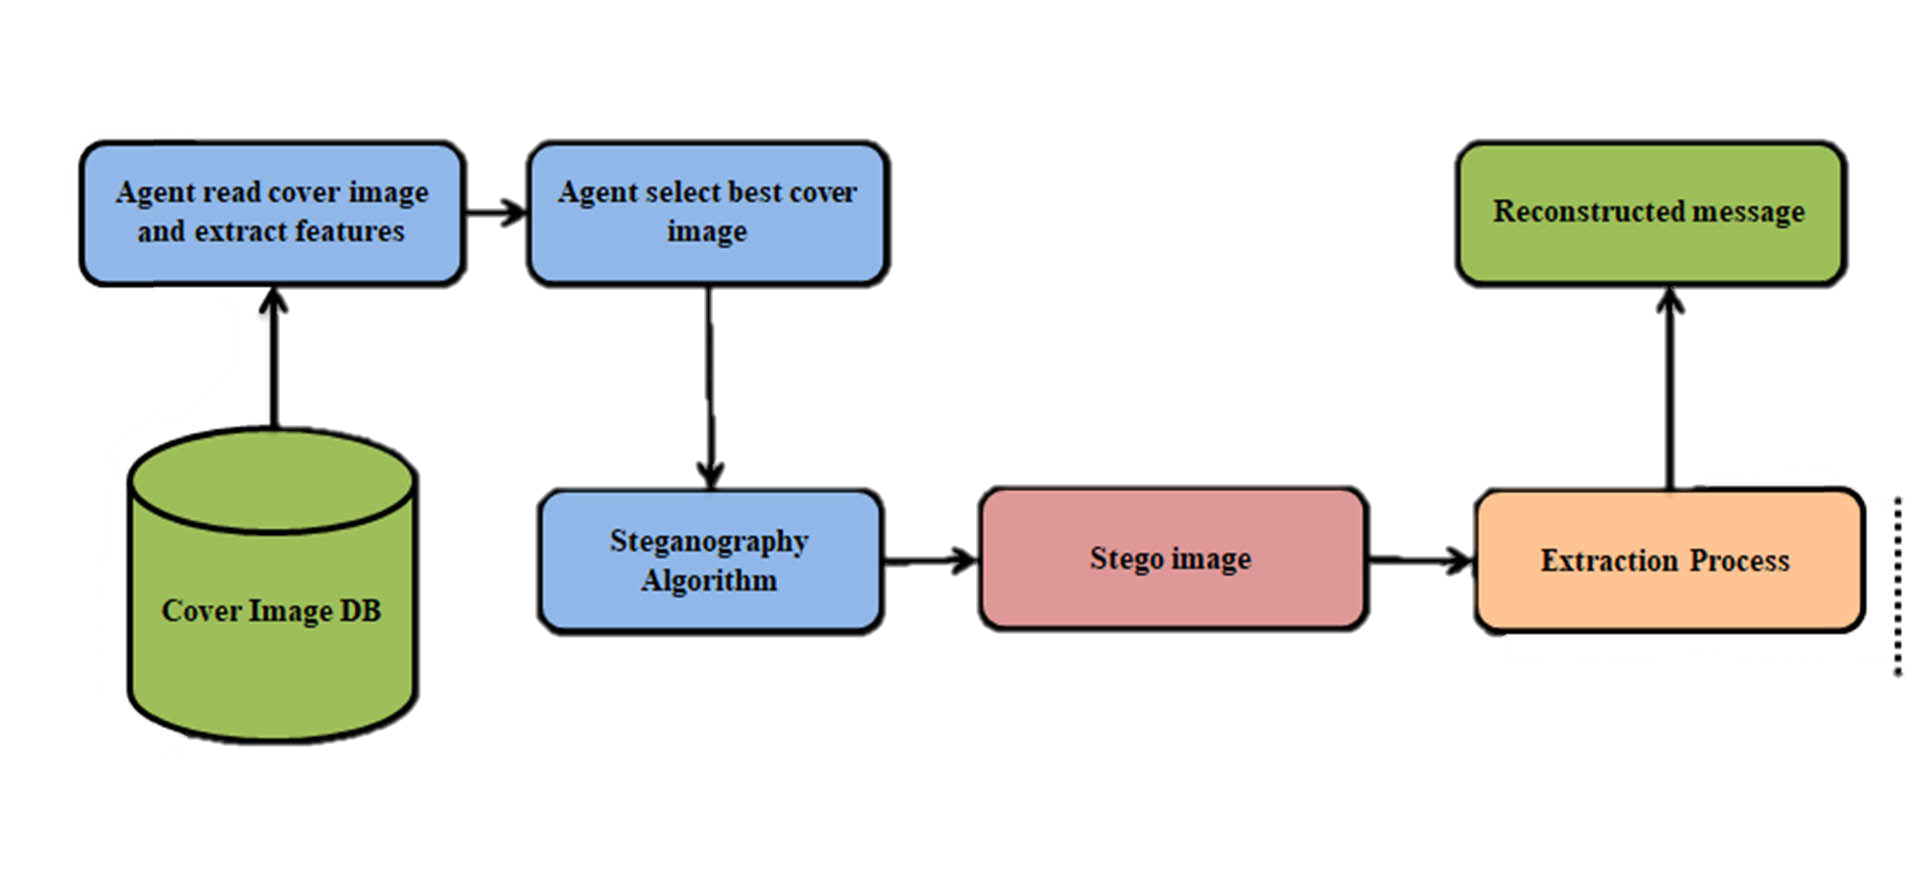 Agent read cover image
and extract features
Agent select best cover
image
Reconstructed message
Cover Image DB
Steganography
Algorithm
Stego image
Extraction Process